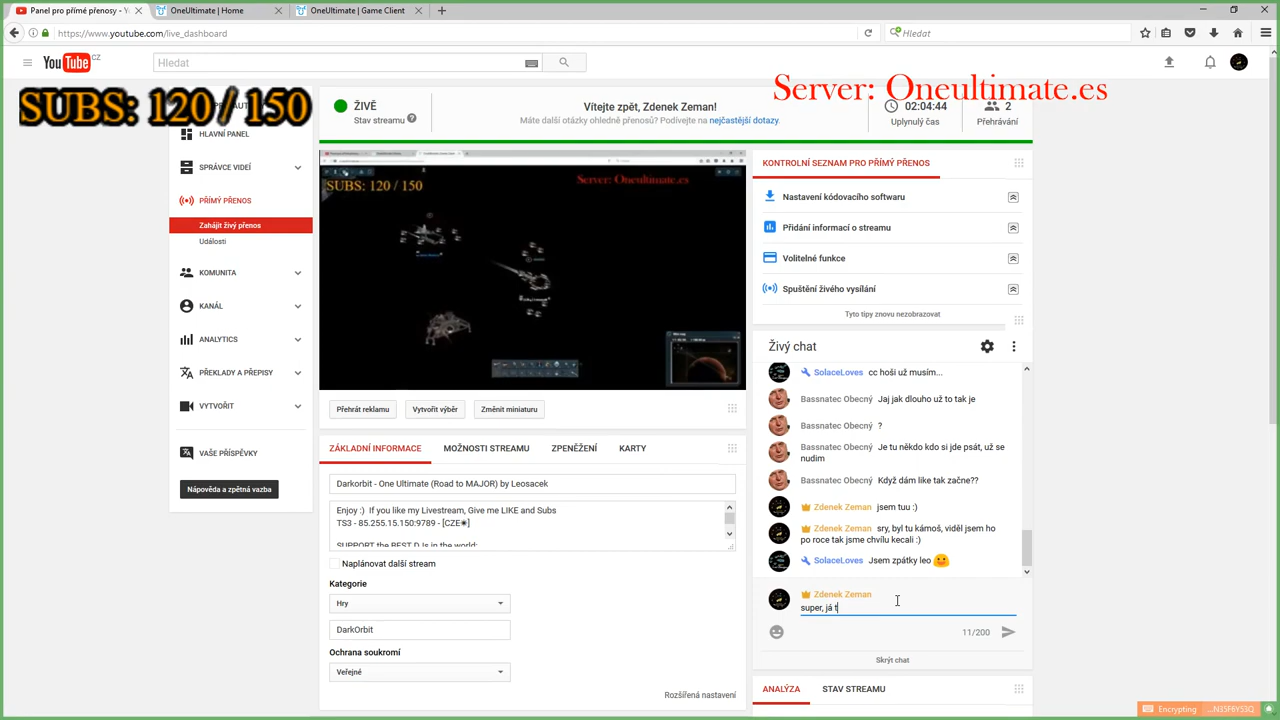 Panel pro přímé přenosy - Y
OneUltimate | Home
OneUltimate | Game Client
https://www.youtube.com/live_dashboard
Hledat
YouTube CZ
Hledat
SUBS: 120 / 150
Server: Oneultimate.es
HLAVNÍ PANEL
SPRÁVCE VIDEÍ
PŘÍMÝ PŘENOS
Zahájit živý přenos
Události
KOMUNITA
KANÁL
ANALYTICS
PŘEKLADY A PŘEPISY
VYTVOŘIT
VAŠE PŘÍSPĚVKY
Nápověda a zpětná vazba
ŽIVĚ
Stav streamu
Vítejte zpět, Zdenek Zeman!
Máte další otázky ohledně přenosů? Podívejte na nejčastější dotazy.
02:04:44
Uplynulý čas
2
Přehrávání
SUBS: 120 / 150
Server: Oneultimate.es
Přehrát reklamu
Vytvořit výběr
Změnit miniaturu
ZÁKLADNÍ INFORMACE
MOŽNOSTI STREAMU
ZPENĚŽENÍ
KARTY
Darkorbit - One Ultimate (Road to MAJOR) by Leosacek
Enjoy :) If you like my Livestream, Give me LIKE and Subs
TS3 - 85.255.15.150:9789 - [CZE✷]
SUPPORT the BEST DJs in the world:
Naplánovat další stream
Kategorie
Hry
DarkOrbit
Ochrana soukromí
Veřejné
Rozšířená nastavení
KONTROLNÍ SEZNAM PRO PŘÍMÝ PŘENOS
Nastavení kódovacího softwaru
Přidání informací o streamu
Volitelné funkce
Spuštění živého vysílání
Tyto tipy znovu nezobrazovat
Živý chat
SolaceLoves cc hoši už musím...
Bassnatec Obecný Jaj jak dlouho už to tak je
Bassnatec Obecný ?
Bassnatec Obecný Je tu někdo kdo si jde psát, už se
nudim
Bassnatec Obecný Když dám like tak začne??
Zdenek Zeman jsem tuu :)
Zdenek Zeman sry, byl tu kámoš, viděl jsem ho
po roce tak jsme chvílu kecali :)
SolaceLoves Jsem zpátky leo
Zdenek Zeman
super, já t
11/200
Skrýt chat
ANALÝZA
STAV STREAMU
Encrypting ...N35F6Y53Q